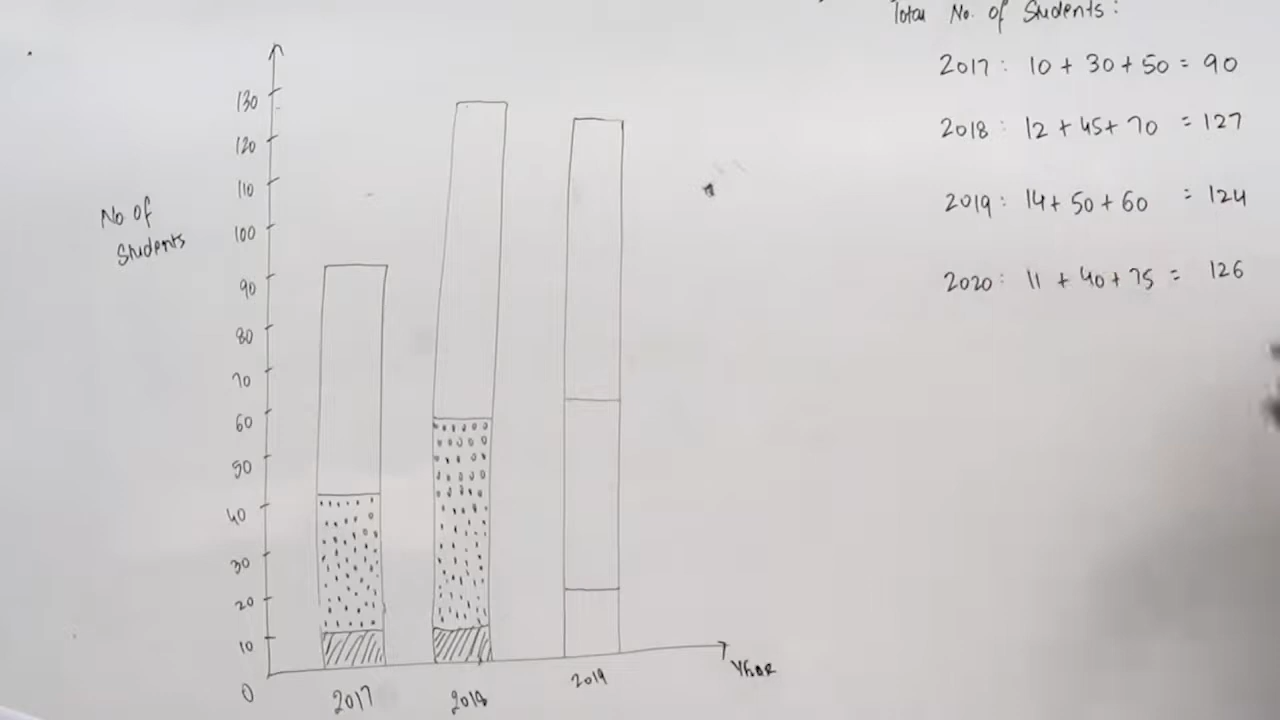 Total No. of Students:
2017: 10 + 30 + 50 = 90
2018: 12 + 45 + 70 = 127
2019: 14 + 50 + 60 = 124
2020: 11 + 40 + 75 = 126
130
120
110
No of
Students
100
90
80
70
60
50
40
30
20
10
0
2017
2018
2019
Year